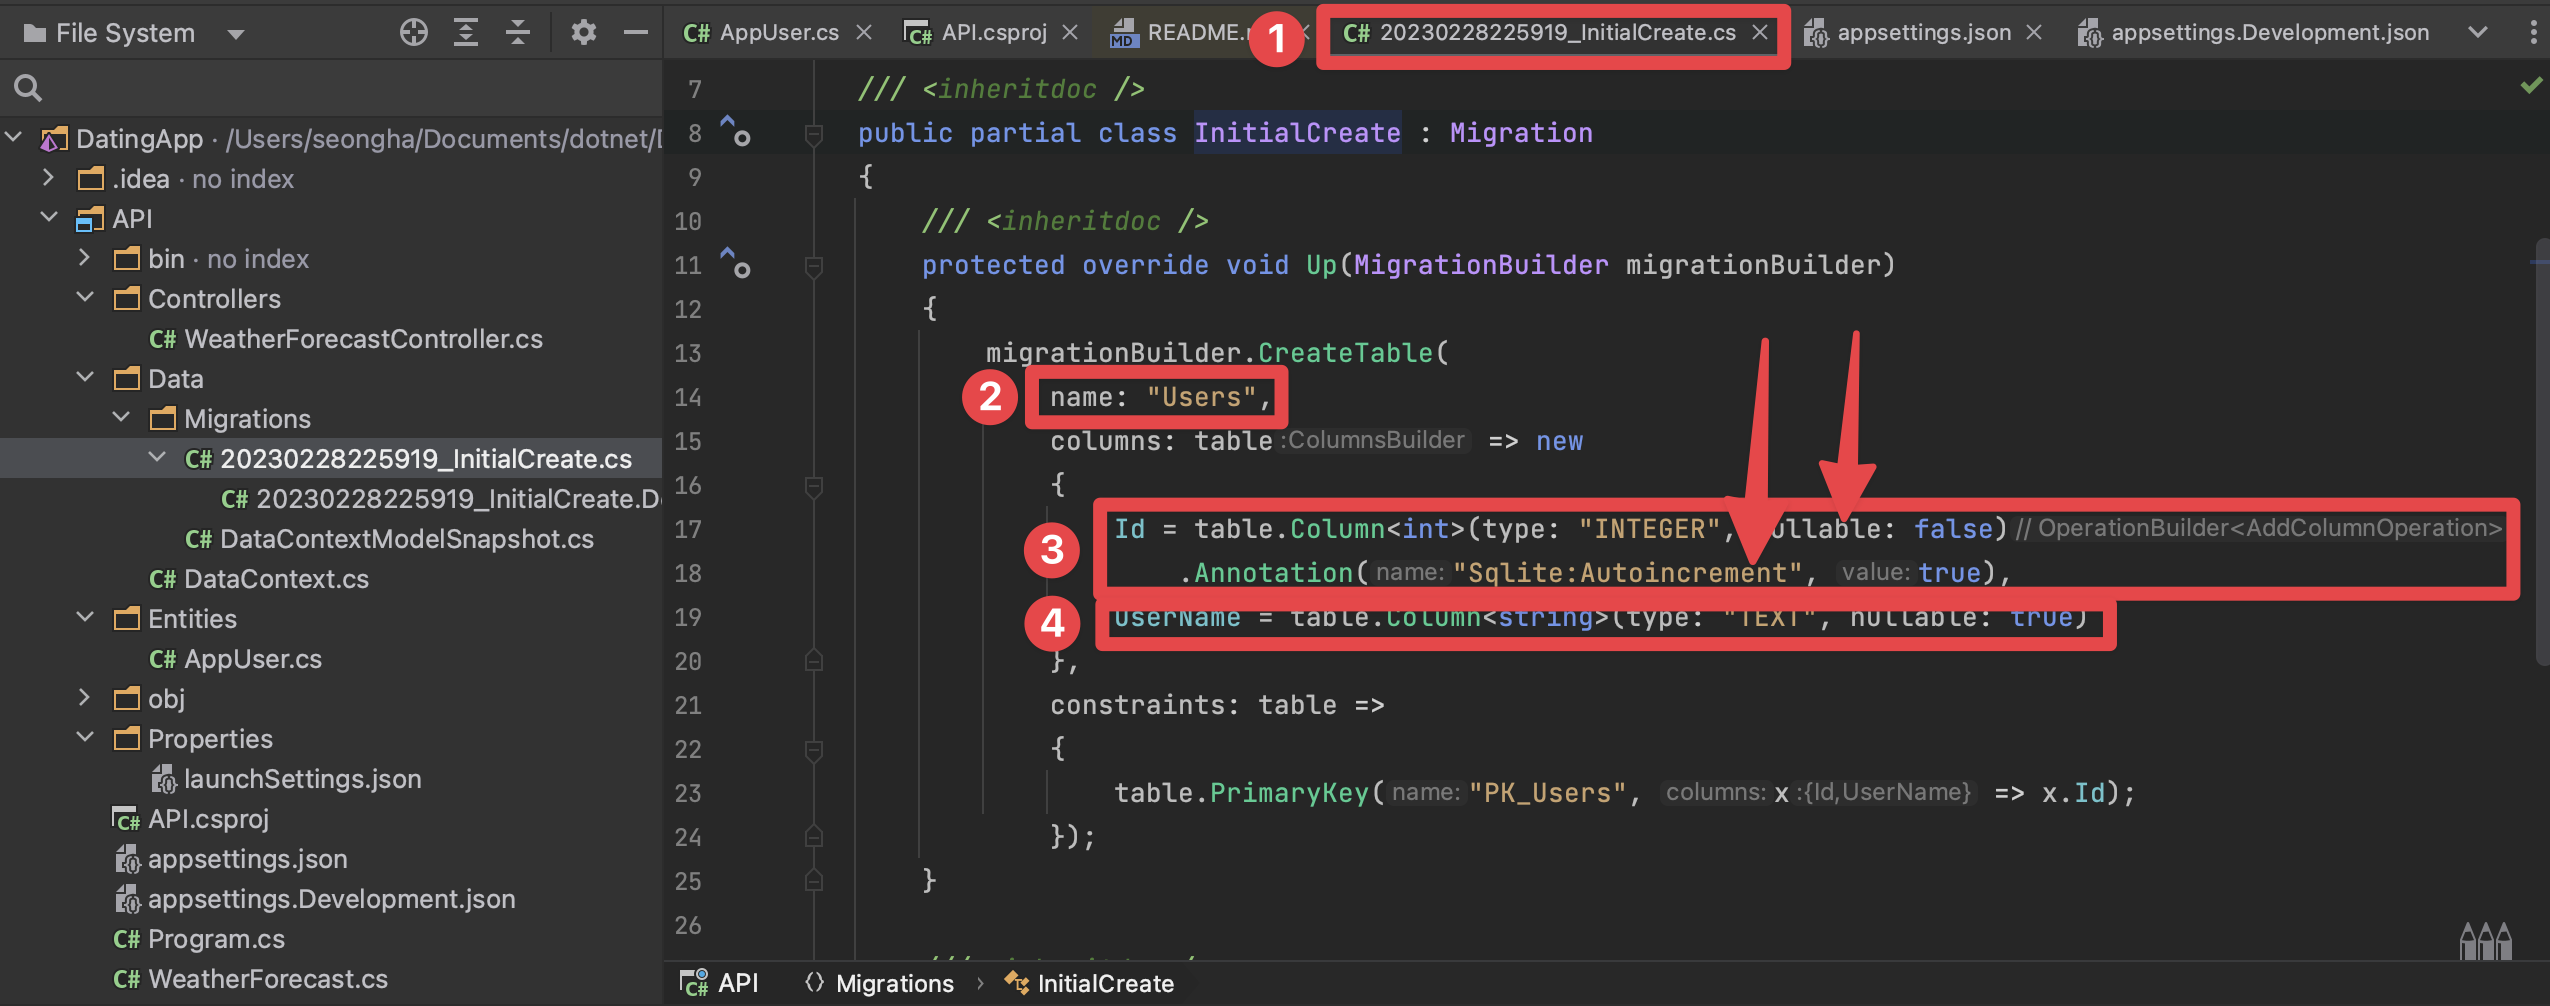 File System
AppUser.cs
API.csproj
README.
1
20230228225919_InitialCreate.cs
appsettings.json
appsettings.Development.json
DatingApp · /Users/seongha/Documents/dotnet/
.idea · no index
API
bin · no index
Controllers
C# WeatherForecastController.cs
Data
Migrations
C# 20230228225919_InitialCreate.cs
C# 20230228225919_InitialCreate.D
C# DataContextModelSnapshot.cs
C# DataContext.cs
Entities
C# AppUser.cs
obj
Properties
launchSettings.json
API.csproj
appsettings.json
appsettings.Development.json
C# Program.cs
C# WeatherForecast.cs
7 /// <inheritdoc />
8 public partial class InitialCreate : Migration
9 {
10 /// <inheritdoc />
11 protected override void Up(MigrationBuilder migrationBuilder)
12 {
13 migrationBuilder.CreateTable(
2
14 name: "Users",
15 columns: table :ColumnsBuilder => new
16 {
3
17 Id = table.Column<int>(type: "INTEGER", ullable: false) // OperationBuilder<AddColumnOperation>
18 .Annotation( name: "Sqlite:Autoincrement", value: true),
4
19 UserName = table.Column<string>(type: "TEXT", nullable: true)
20 },
21 constraints: table =>
22 {
23 table.PrimaryKey( name: "PK_Users", columns: x :{Id,UserName} => x.Id);
24 });
25 }
26
API
Migrations › InitialCreate